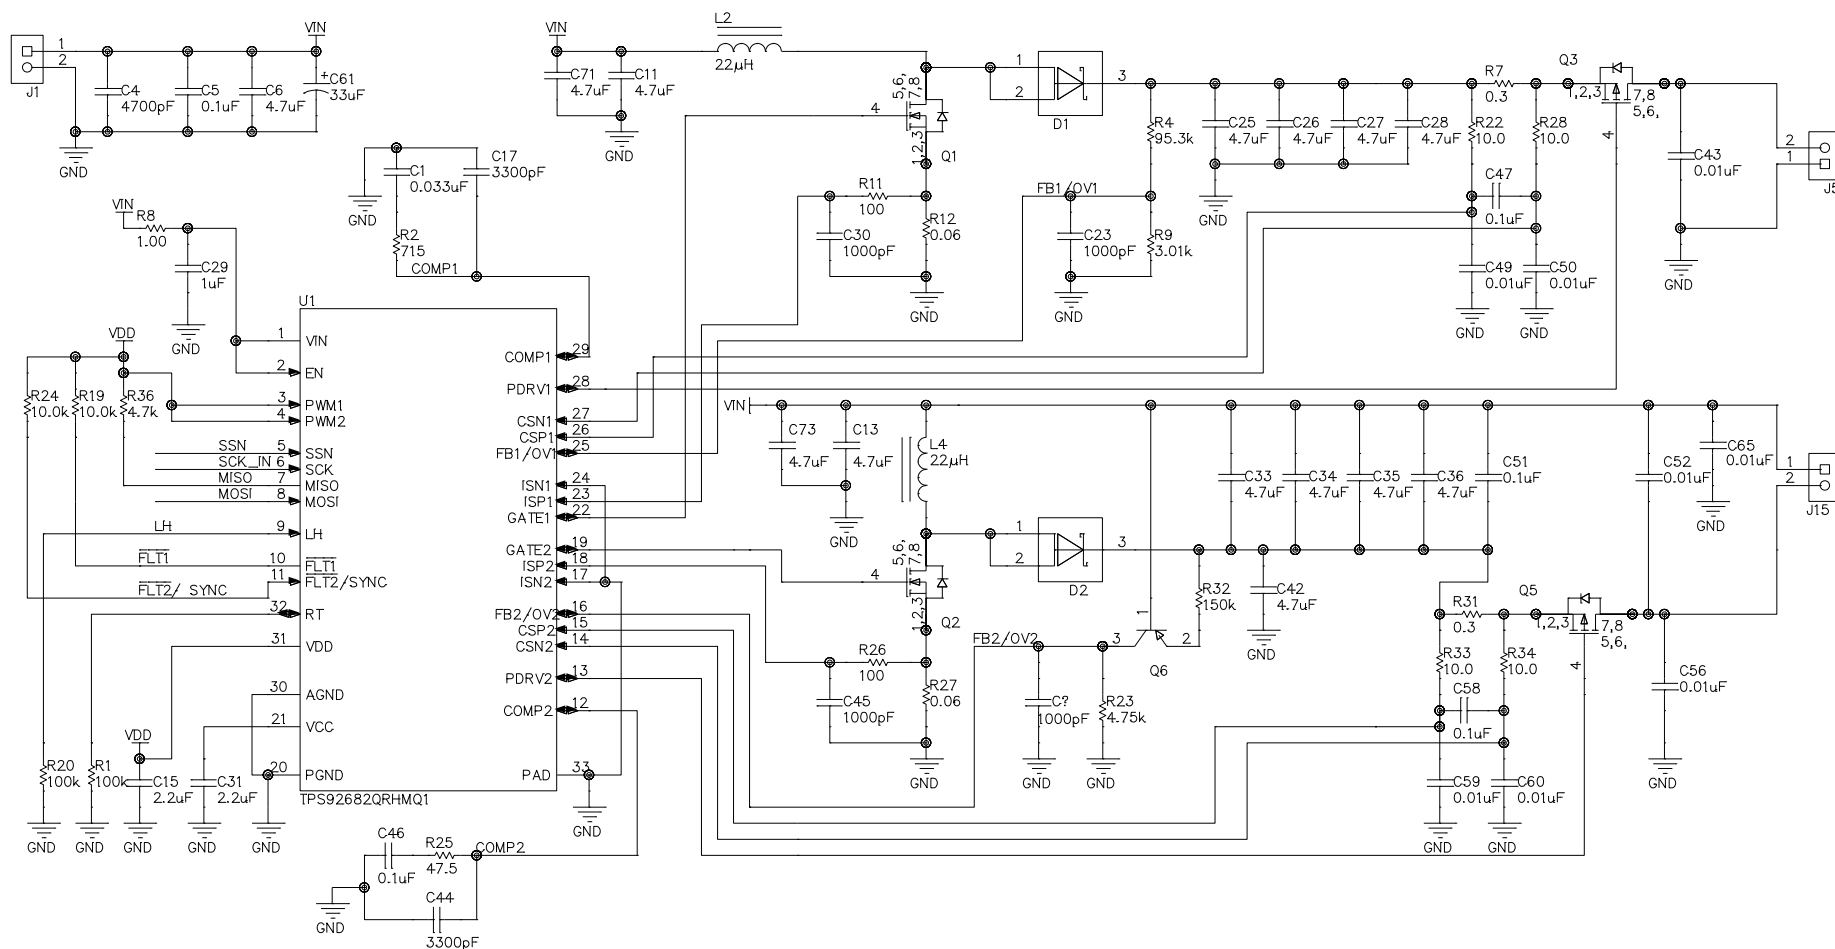 VIN
1
2
J1
C4
4700pF
C5
0.1uF
C6
4.7uF
+
C61
33uF
GND
VIN
C71
4.7uF
C11
4.7uF
GND
L2
22µH
5,6,
7,8
4
1,2,3
Q1
1
2
3
D1
R4
95.3k
C25
4.7uF
C26
4.7uF
C27
4.7uF
C28
4.7uF
GND
R7
0.3
R22
10.0
R28
10.0
Q3
1,2,3
7,8
5,6,
4
C43
0.01uF
GND
2
1
J5
C47
0.1uF
C49
0.01uF
C50
0.01uF
GND
GND
C1
0.033uF
C17
3300pF
GND
R2
715
COMP1
R11
100
C30
1000pF
R12
0.06
GND
FB1/OV1
C23
1000pF
R9
3.01k
GND
VIN
R8
1.00
C29
1uF
GND
VDD
R24
10.0k
R19
10.0k
R36
4.7k
SSN
SCK_IN
MISO
MOSI
LH
FLT1
FLT2/ SYNC
U1
1 VIN
2 EN
3 PWM1
4 PWM2
5 SSN
6 SCK
7 MISO
8 MOSI
9 LH
10 FLT1
11 FLT2/SYNC
32 RT
31 VDD
30 AGND
21 VCC
20 PGND
COMP1 29
PDRV1 28
CSN1 27
CSP1 26
FB1/OV1 25
ISN1 24
ISP1 23
GATE1 22
GATE2 19
ISP2 18
ISN2 17
FB2/OV2 16
CSP2 15
CSN2 14
PDRV2 13
COMP2 12
PAD 33
TPS92682QRHMQ1
GND
R20
100k
R1
100k
VDD
C15
2.2uF
C31
2.2uF
GND
GND
GND
GND
GND
C46
0.1uF
R25
47.5
COMP2
C44
3300pF
GND
VIN
C73
4.7uF
C13
4.7uF
GND
L4
22µH
5,6,
7,8
4
1,2,3
Q2
1
2
3
D2
R26
100
C45
1000pF
R27
0.06
GND
FB2/OV2
C?
1000pF
R23
4.75k
GND
GND
3
1
2
Q6
R32
150k
C42
4.7uF
GND
C33
4.7uF
C34
4.7uF
C35
4.7uF
C36
4.7uF
C51
0.1uF
C52
0.01uF
C65
0.01uF
GND
1
2
J15
R31
0.3
Q5
1,2,3
7,8
5,6,
4
R33
10.0
R34
10.0
C58
0.1uF
C59
0.01uF
C60
0.01uF
GND
GND
C56
0.01uF
GND